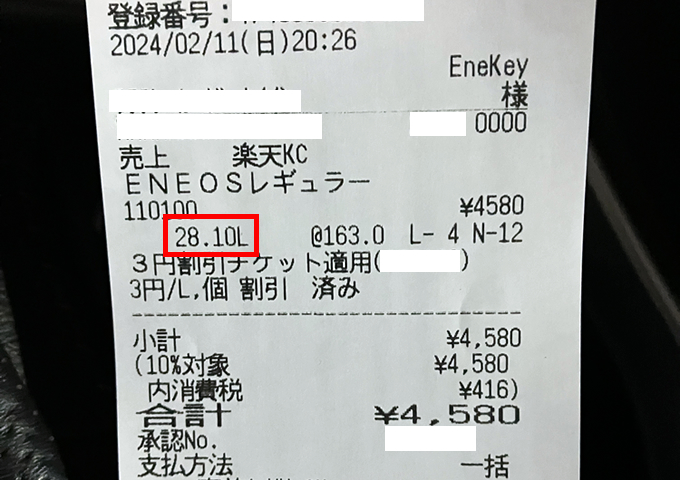 登録番号:
2024/02/11(日)20:26
EneKey
様
0000
売上 楽天KC
ENEOSレギュラー
110100 ¥4580
28.10L @163.0 L- 4 N-12
3円割引チケット適用( )
3円/L,個 割引 済み
小計 ¥4,580
(10%対象 ¥4,580
内消費税 ¥416)
合計 ¥4,580
承認No.
支払方法 一括